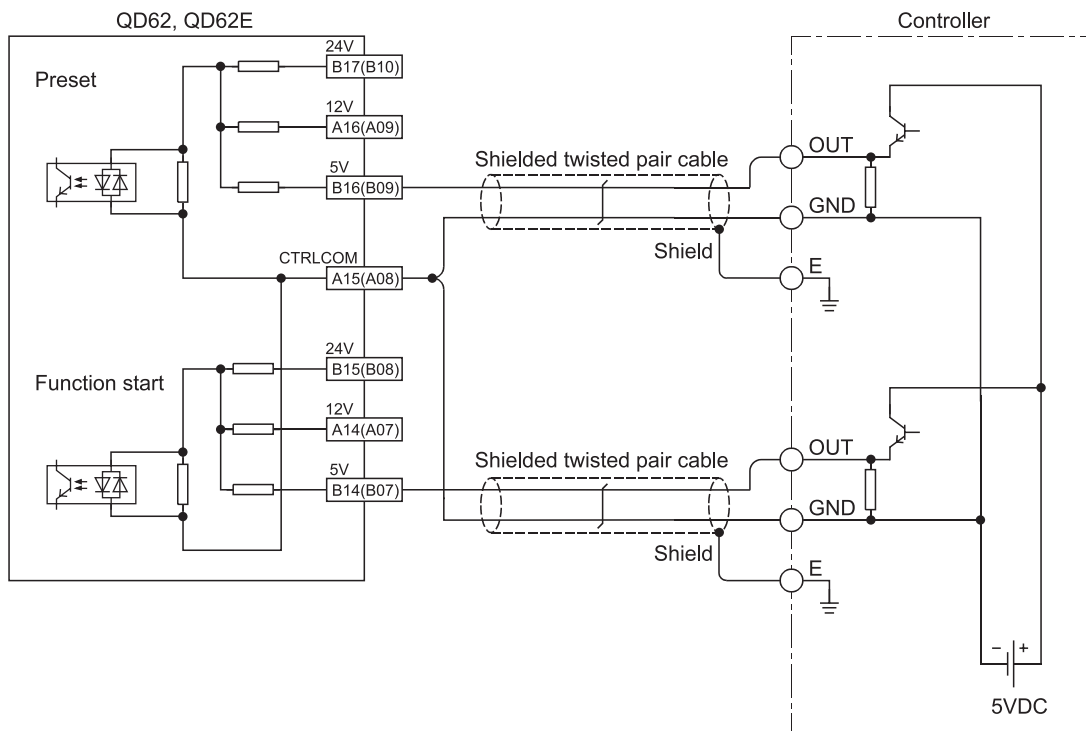 QD62, QD62E
Controller
Preset
24V
B17(B10)
12V
A16(A09)
5V
B16(B09)
CTRLCOM
A15(A08)
Shielded twisted pair cable
Shield
OUT
GND
E
Function start
24V
B15(B08)
12V
A14(A07)
5V
B14(B07)
Shielded twisted pair cable
Shield
OUT
GND
E
− +
5VDC